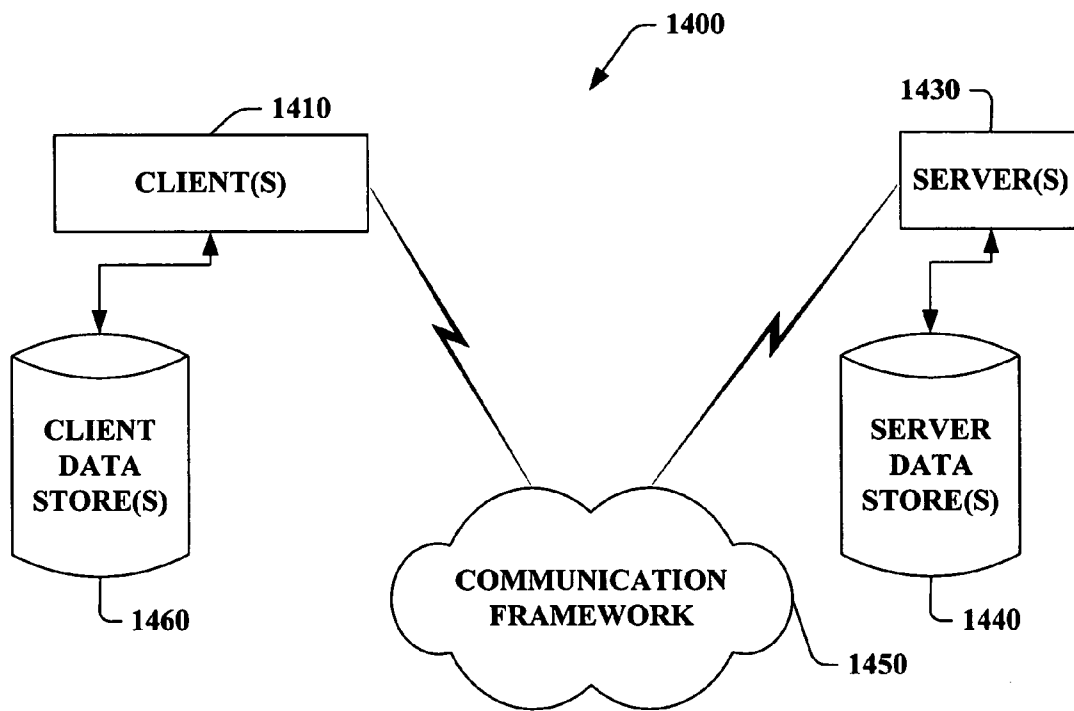 1400
1410
1430
CLIENT(S)
SERVER(S)
CLIENT
DATA
STORE(S)
SERVER
DATA
STORE(S)
COMMUNICATION
FRAMEWORK
1460
1440
1450